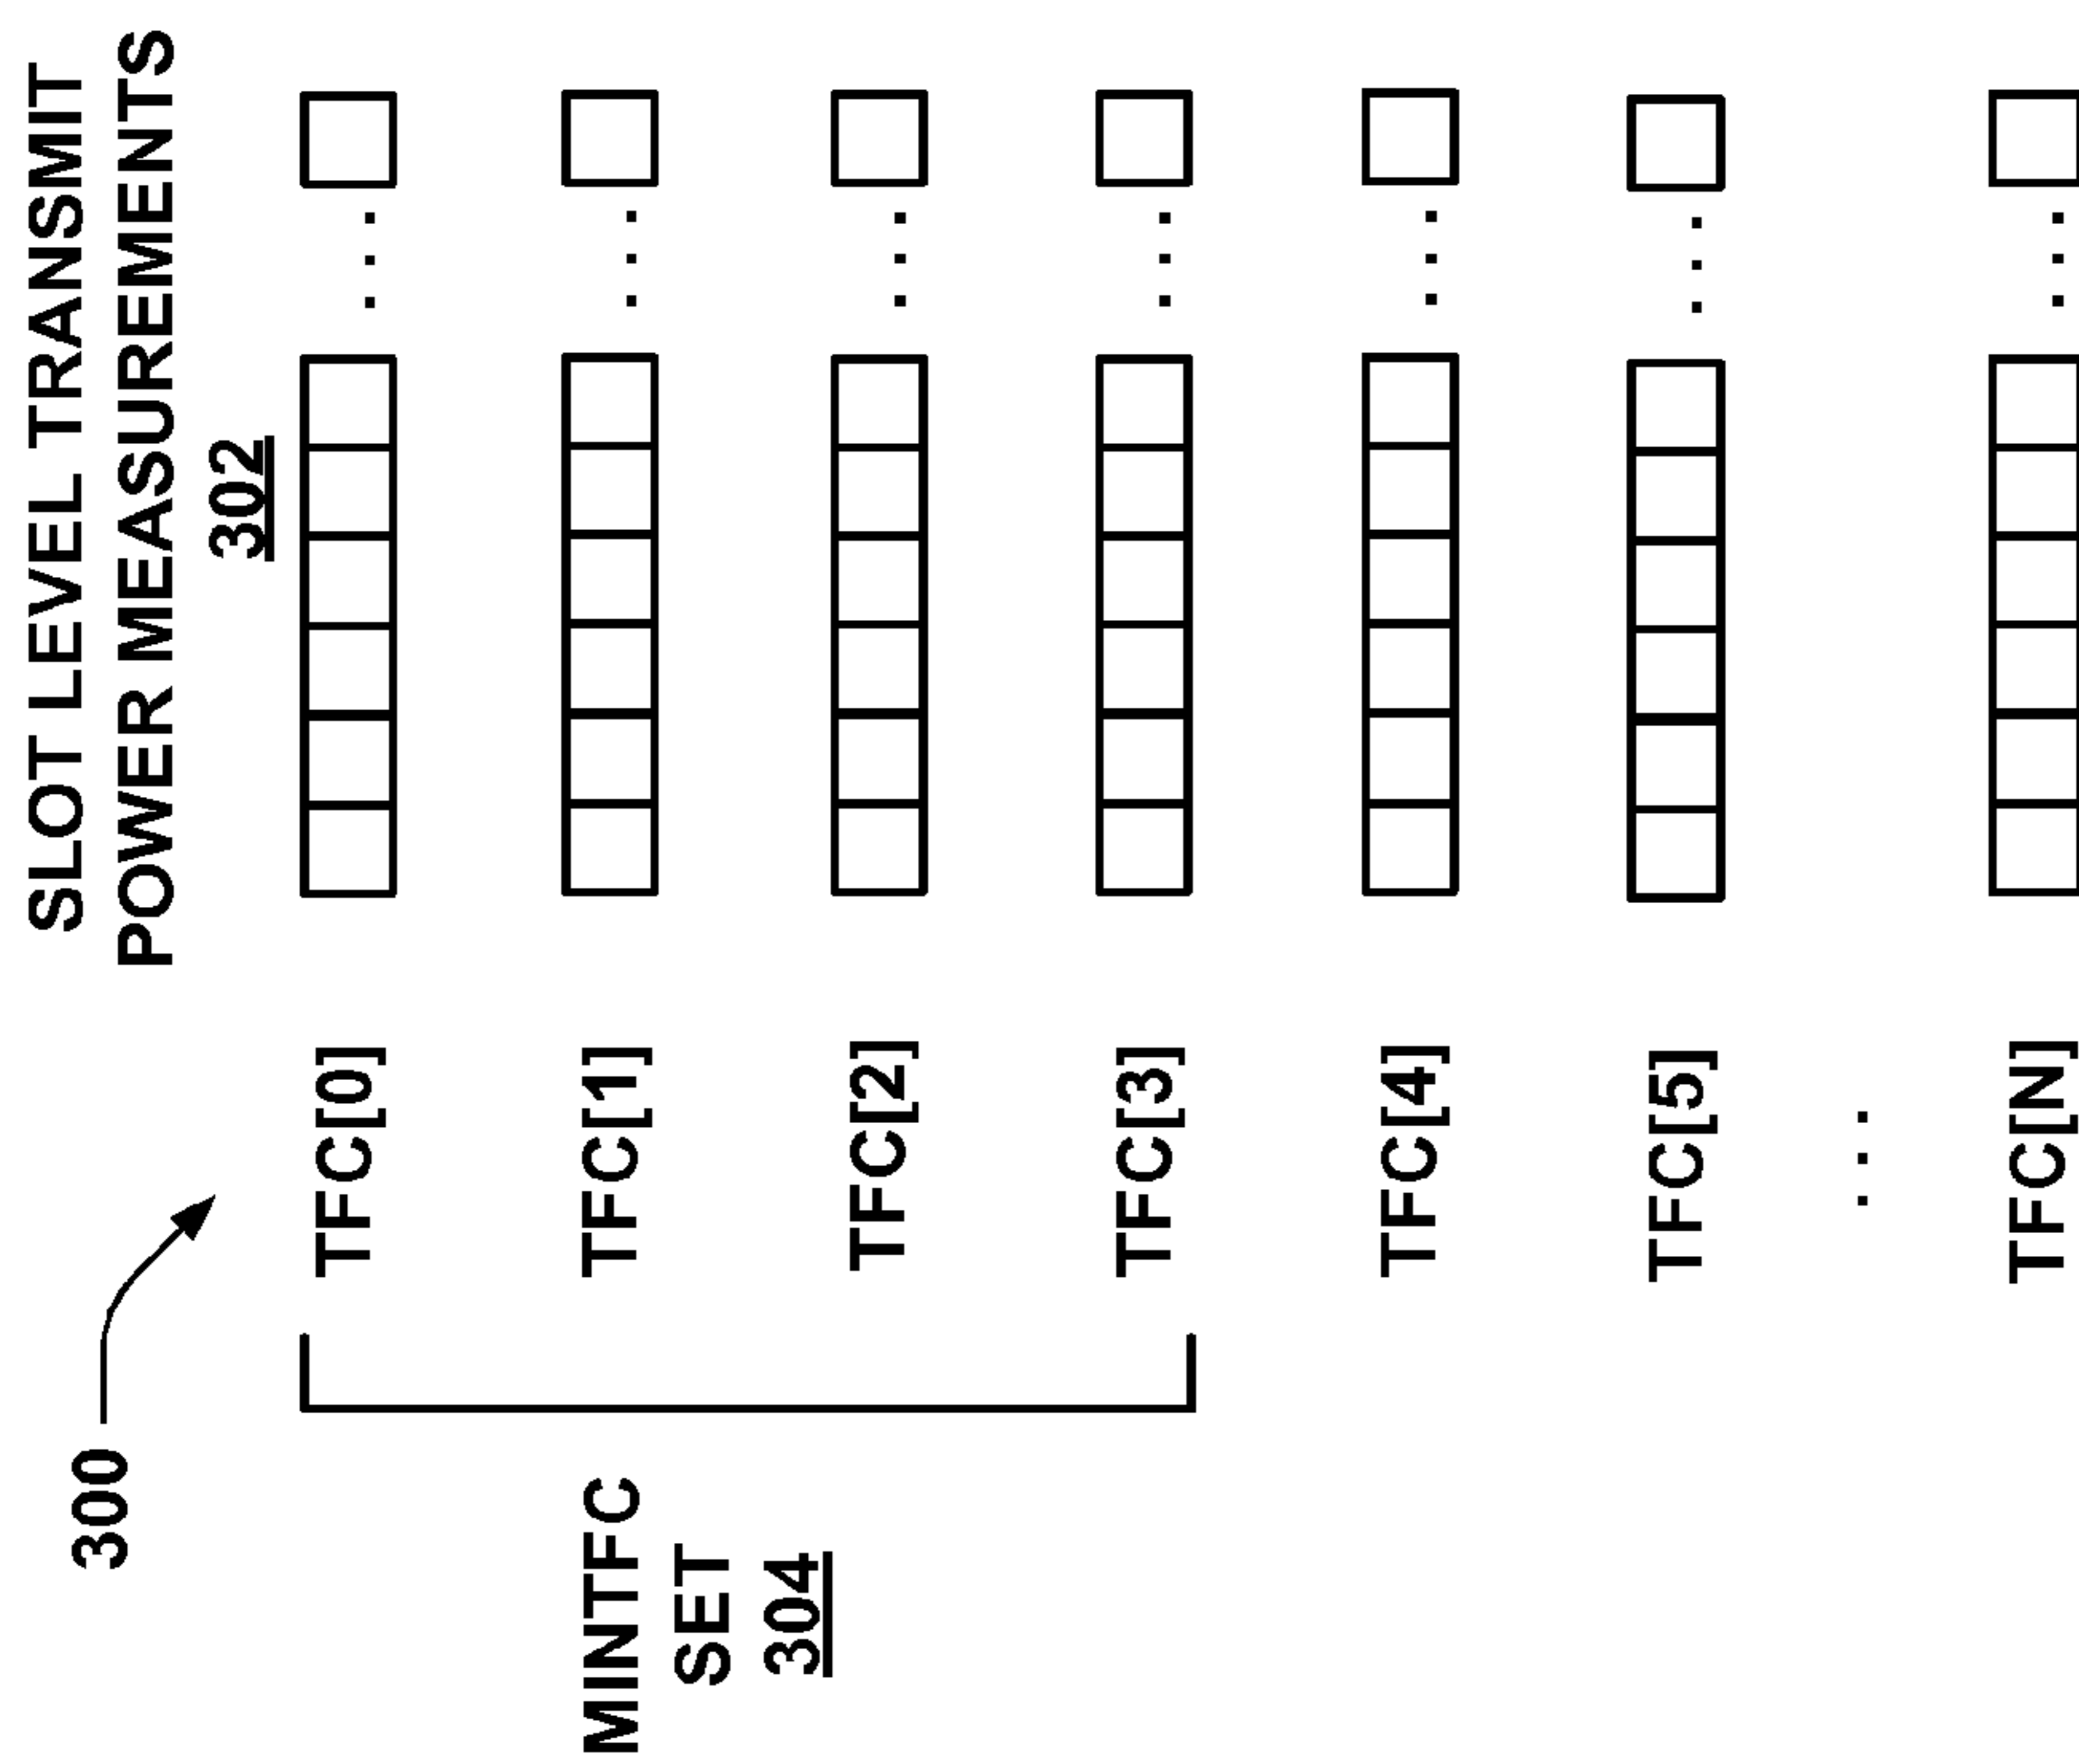 300
SLOT LEVEL TRANSMIT
POWER MEASUREMENTS
302
TFC[0]
TFC[1]
MINTFC
SET
304
TFC[2]
TFC[3]
TFC[4]
TFC[5]
TFC[N]